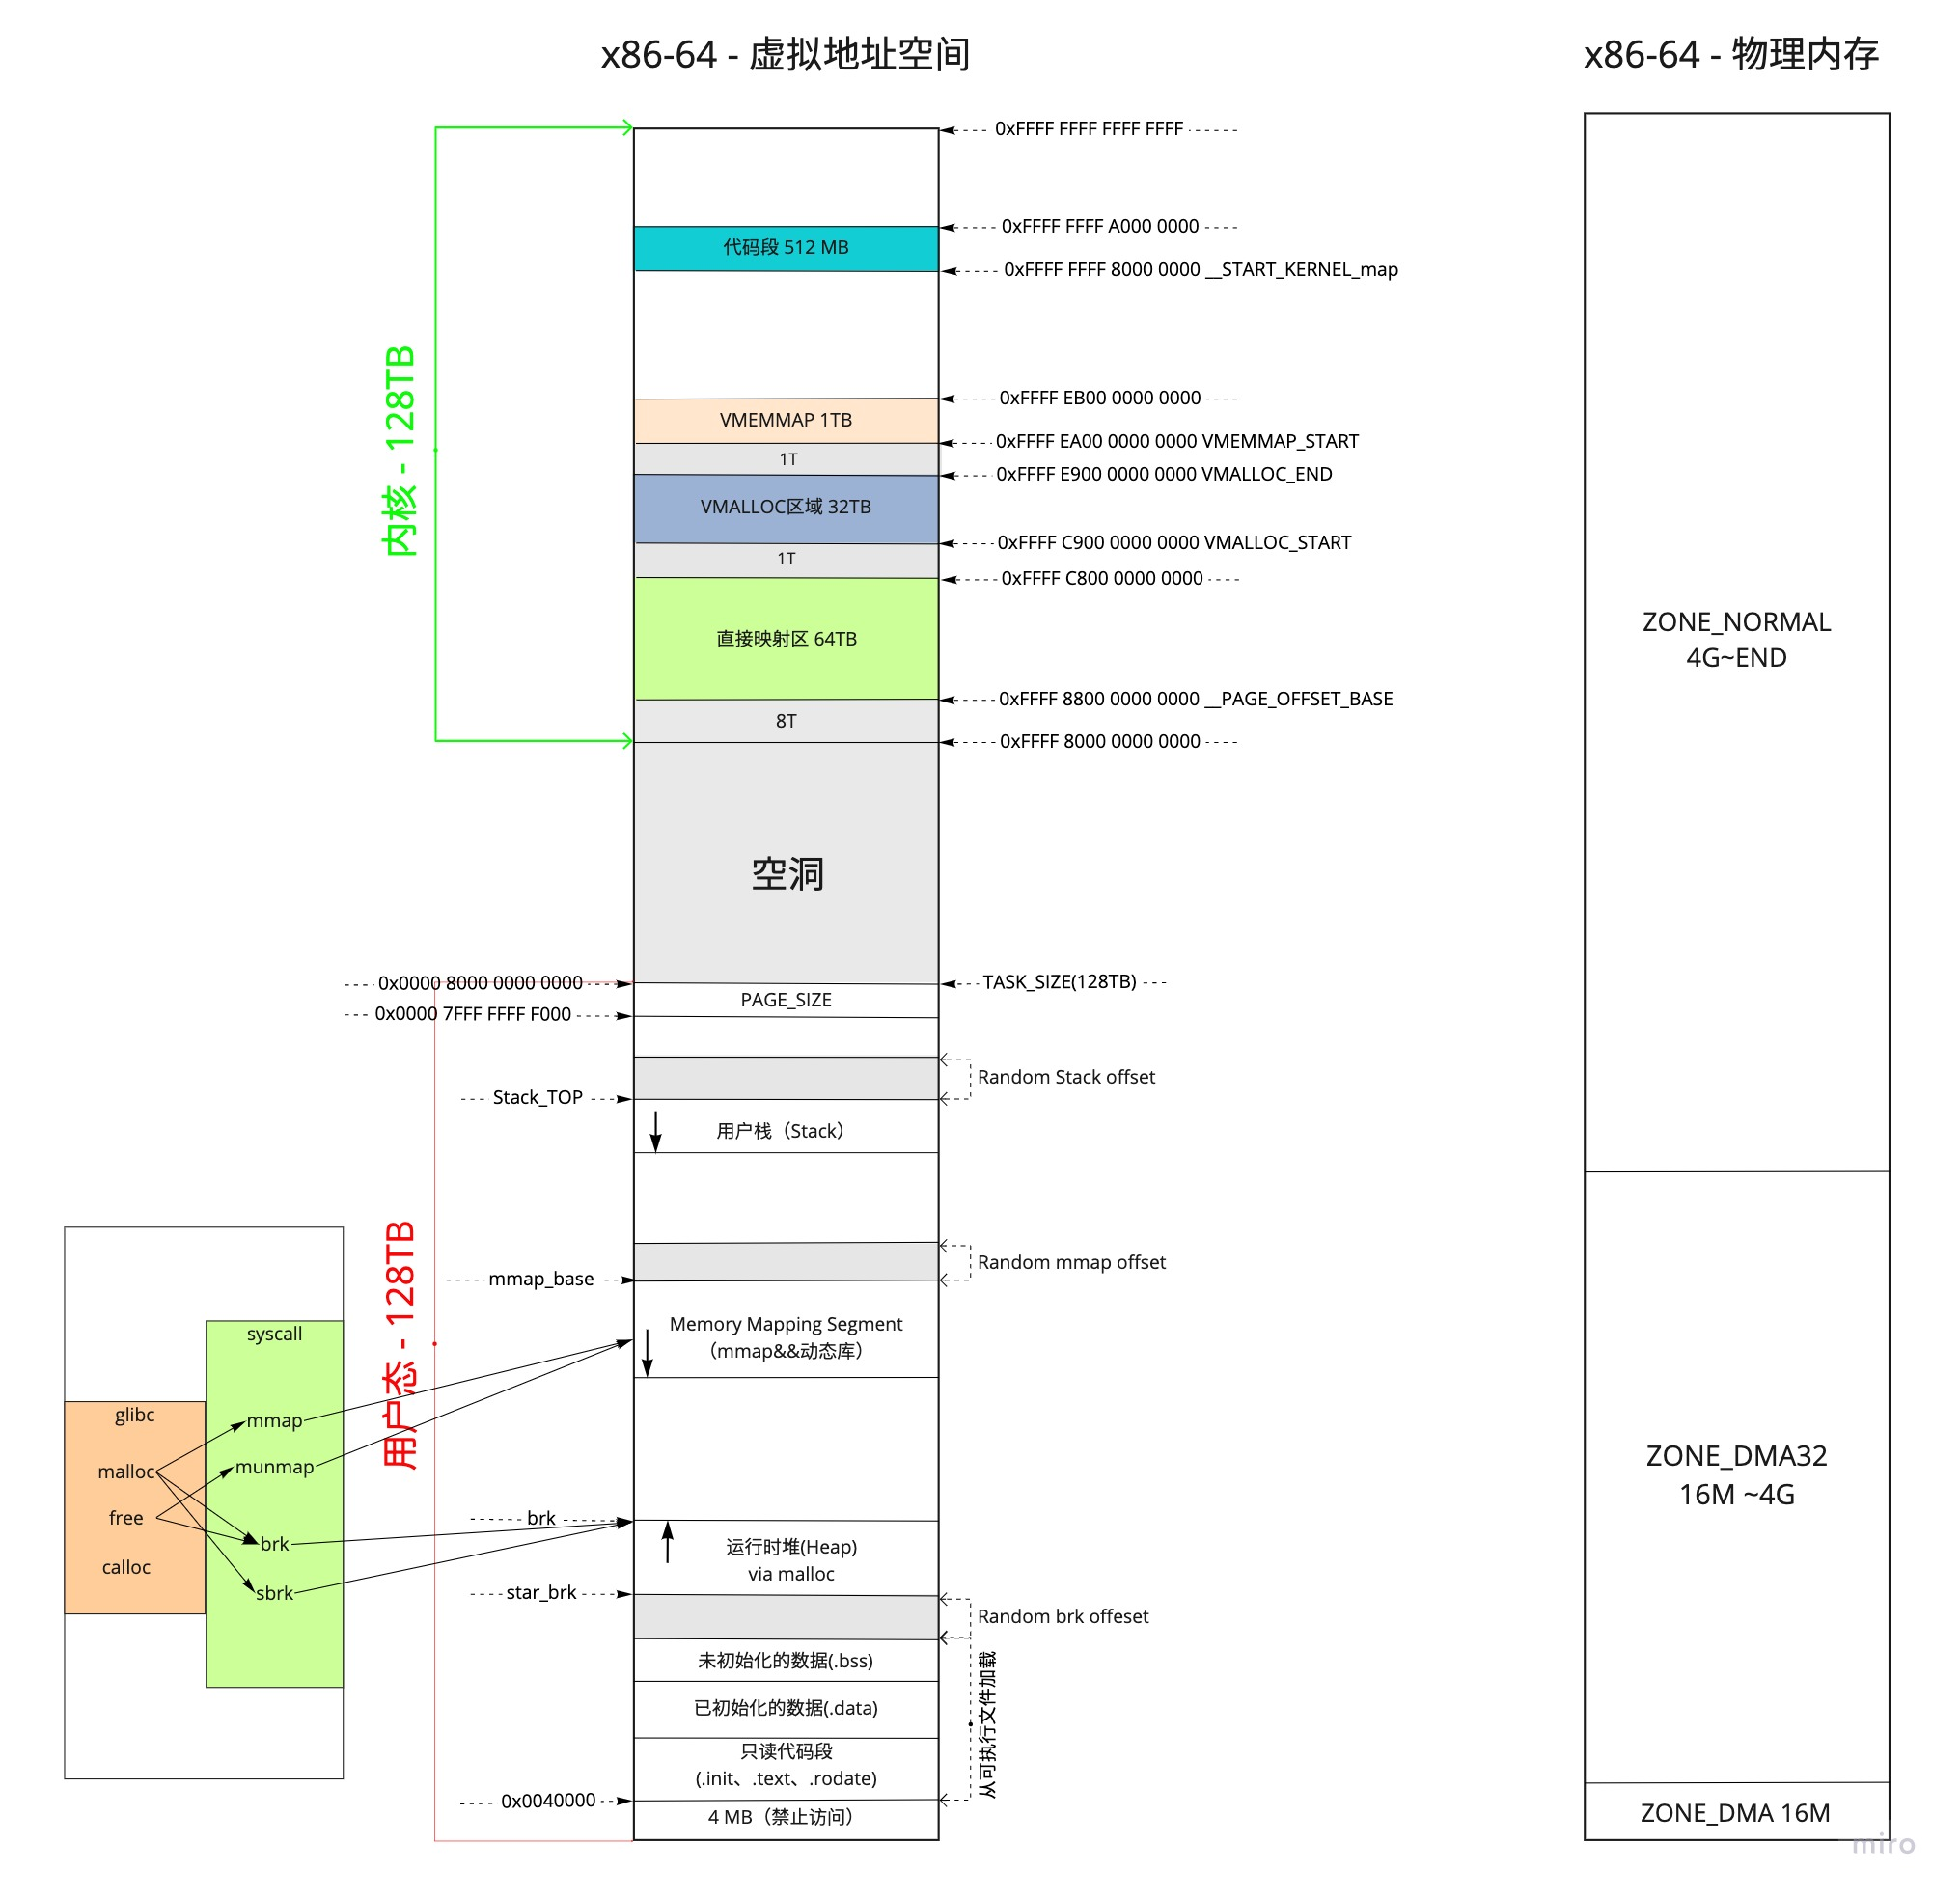 x86-64 - 虚拟地址空间
x86-64 - 物理内存
0xFFFF FFFF FFFF FFFF
0xFFFF FFFF A000 0000
代码段 512 MB
0xFFFF FFFF 8000 0000 __START_KERNEL_map
内核 - 128TB
0xFFFF EB00 0000 0000
VMEMMAP 1TB
0xFFFF EA00 0000 0000 VMEMMAP_START
1T
0xFFFF E900 0000 0000 VMALLOC_END
VMALLOC区域 32TB
0xFFFF C900 0000 0000 VMALLOC_START
1T
0xFFFF C800 0000 0000
直接映射区 64TB
0xFFFF 8800 0000 0000 __PAGE_OFFSET_BASE
8T
0xFFFF 8000 0000 0000
空洞
0x0000 8000 0000 0000
TASK_SIZE(128TB)
PAGE_SIZE
0x0000 7FFF FFFF F000
Random Stack offset
Stack_TOP
用户栈（Stack）
用户态 - 128TB
Random mmap offset
mmap_base
Memory Mapping Segment
（mmap&&动态库）
syscall
glibc
mmap
malloc
munmap
free
brk
calloc
sbrk
brk
运行时堆(Heap)
via malloc
star_brk
Random brk offeset
未初始化的数据(.bss)
已初始化的数据(.data)
从可执行文件加载
只读代码段
(.init、.text、.rodate)
0x0040000
4 MB（禁止访问）
ZONE_NORMAL
4G~END
ZONE_DMA32
16M ~4G
ZONE_DMA 16M
miro